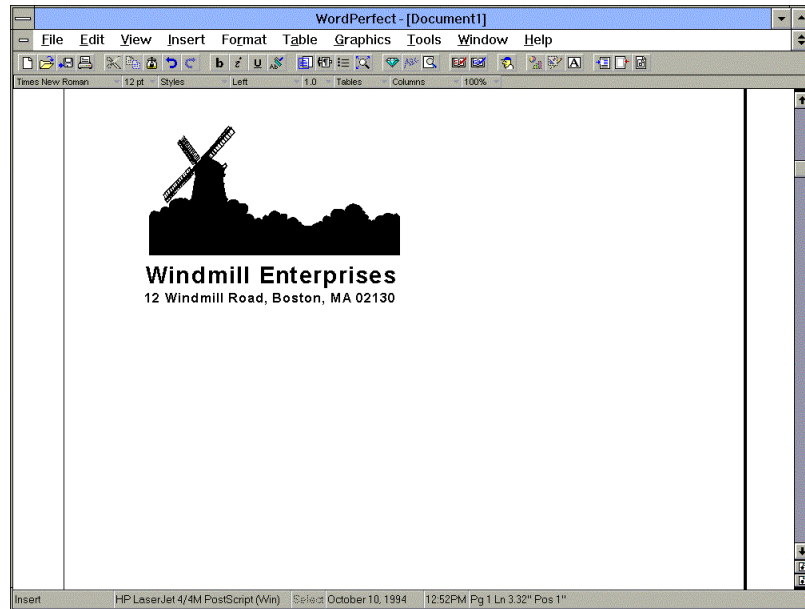 WordPerfect - [Document1]
File Edit View Insert Format Table Graphics Tools Window Help
b i u
Times New Roman 12 pt Styles Left 1.0 Tables Columns 100%
Windmill Enterprises
12 Windmill Road, Boston, MA 02130
Insert HP LaserJet 4/4M PostScript (Win) Select October 10, 1994 12:52PM Pg 1 Ln 3.32" Pos 1"